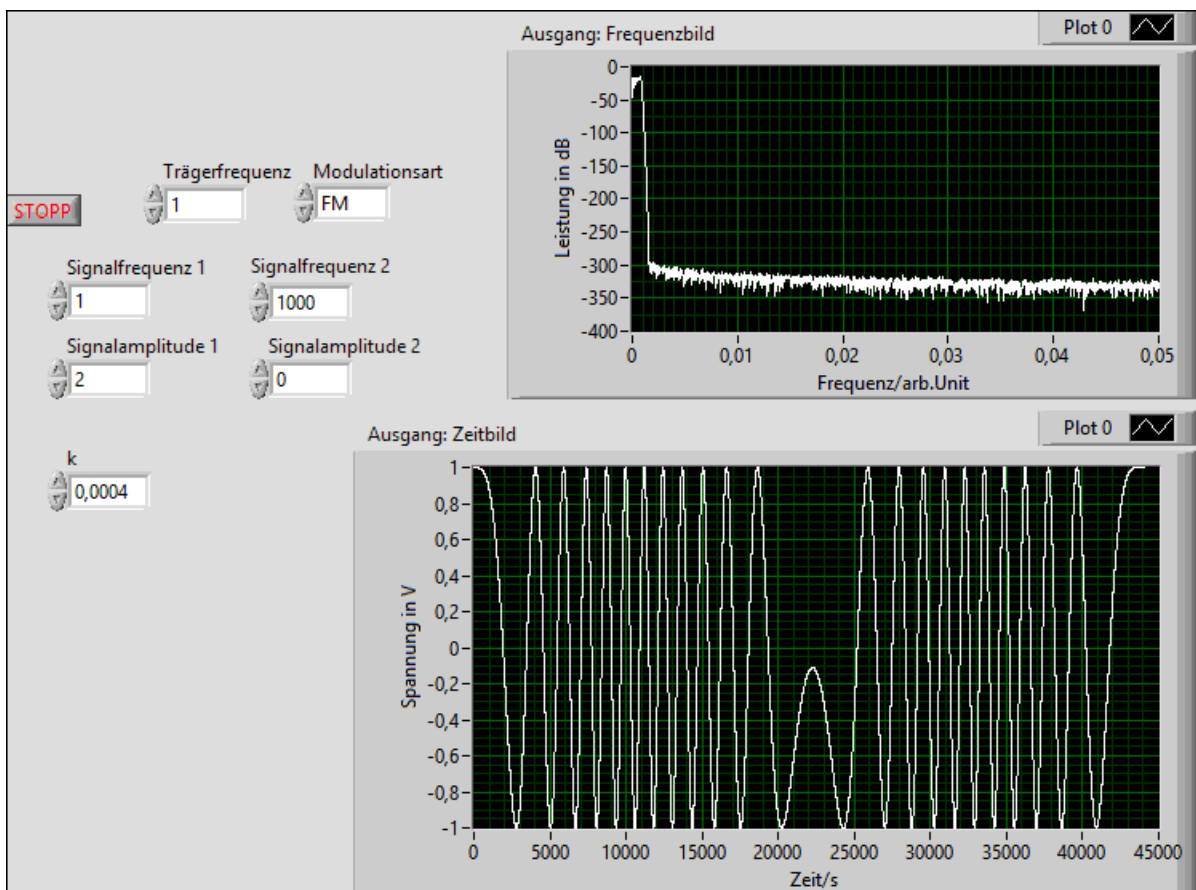 Ausgang: Frequenzbild
Plot 0
0
-50
-100
-150
-200
-250
-300
-350
-400
Leistung in dB
0 0,01 0,02 0,03 0,04 0,05
Frequenz/arb.Unit
Trägerfrequenz Modulationsart
STOPP
1 FM
Signalfrequenz 1 Signalfrequenz 2
1 1000
Signalamplitude 1 Signalamplitude 2
2 0
k
0,0004
Ausgang: Zeitbild
Plot 0
1
0,8
0,6
0,4
0,2
0
-0,2
-0,4
-0,6
-0,8
-1
Spannung in V
0 5000 10000 15000 20000 25000 30000 35000 40000 45000
Zeit/s